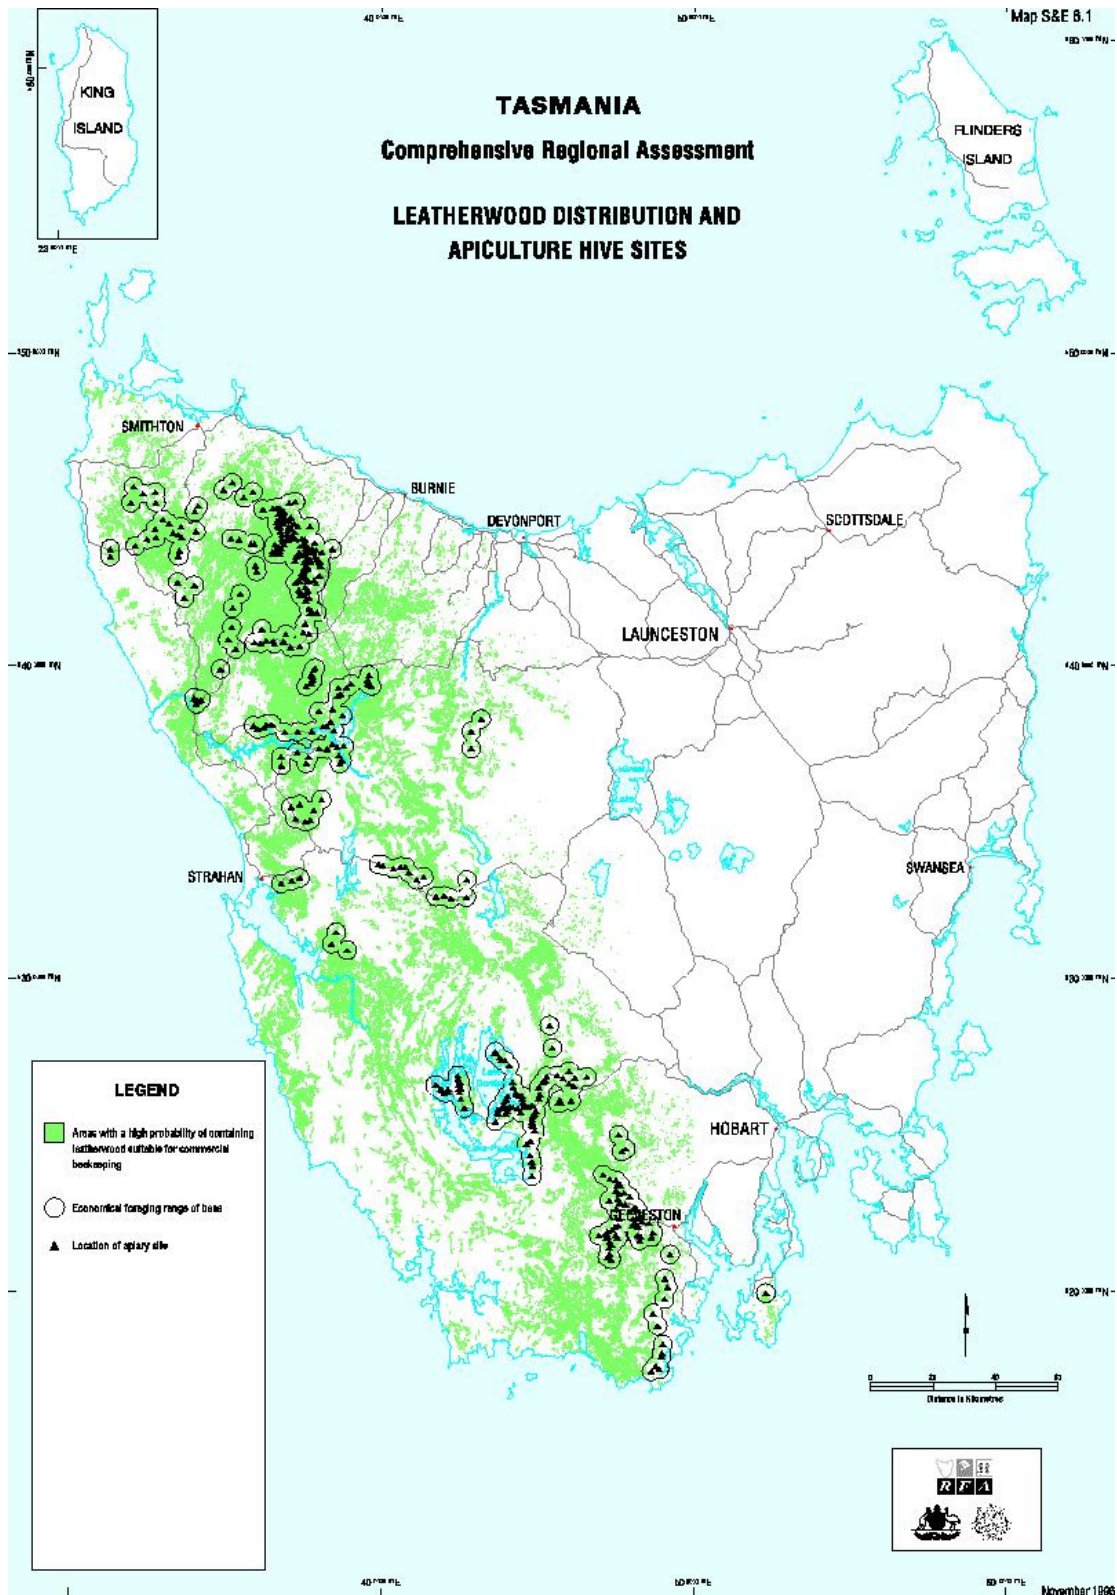 Map S&E 6.1
KING
ISLAND
TASMANIA
Comprehensive Regional Assessment
LEATHERWOOD DISTRIBUTION AND
APICULTURE HIVE SITES
FLINDERS
ISLAND
SMITHTON
BURNIE
DEVONPORT
SCOTTSDALE
LAUNCESTON
STRAHAN
SWANSEA
HOBART
GEEVESTON
LEGEND
Areas with a high probability of containing
leatherwood suitable for commercial
beekeeping
Economical foraging range of bees
Location of apiary site
Distance in Kilometres
RFA